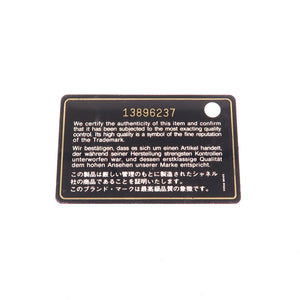 13896237
We certify the authenticity of this item and confirm
that it has been subjected to the most exacting quality
control. Its high quality is a symbol of the fine reputation
of the Trademark.
Wir bestätigen, dass es sich um einen Artikel handelt,
der während seiner Herstellung strengsten Kontrollen
unterworfen war, und dessen erstklassige Qualität
dem hohen Ansehen unserer Marke entspricht.
この製品は厳しい管理のもとに製造されたシャネル
社の商品であることを証明いたします。
このブランド・マークは最高級品質の象徴です。